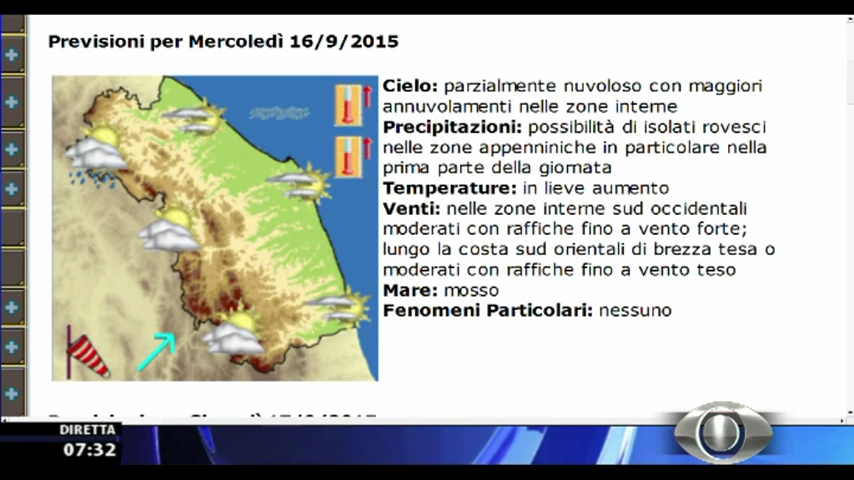 Previsioni per Mercoledì 16/9/2015
Cielo: parzialmente nuvoloso con maggiori
annuvolamenti nelle zone interne
Precipitazioni: possibilità di isolati rovesci
nelle zone appenniniche in particolare nella
prima parte della giornata
Temperature: in lieve aumento
Venti: nelle zone interne sud occidentali
moderati con raffiche fino a vento forte;
lungo la costa sud orientali di brezza tesa o
moderati con raffiche fino a vento teso
Mare: mosso
Fenomeni Particolari: nessuno
DIRETTA
07:32